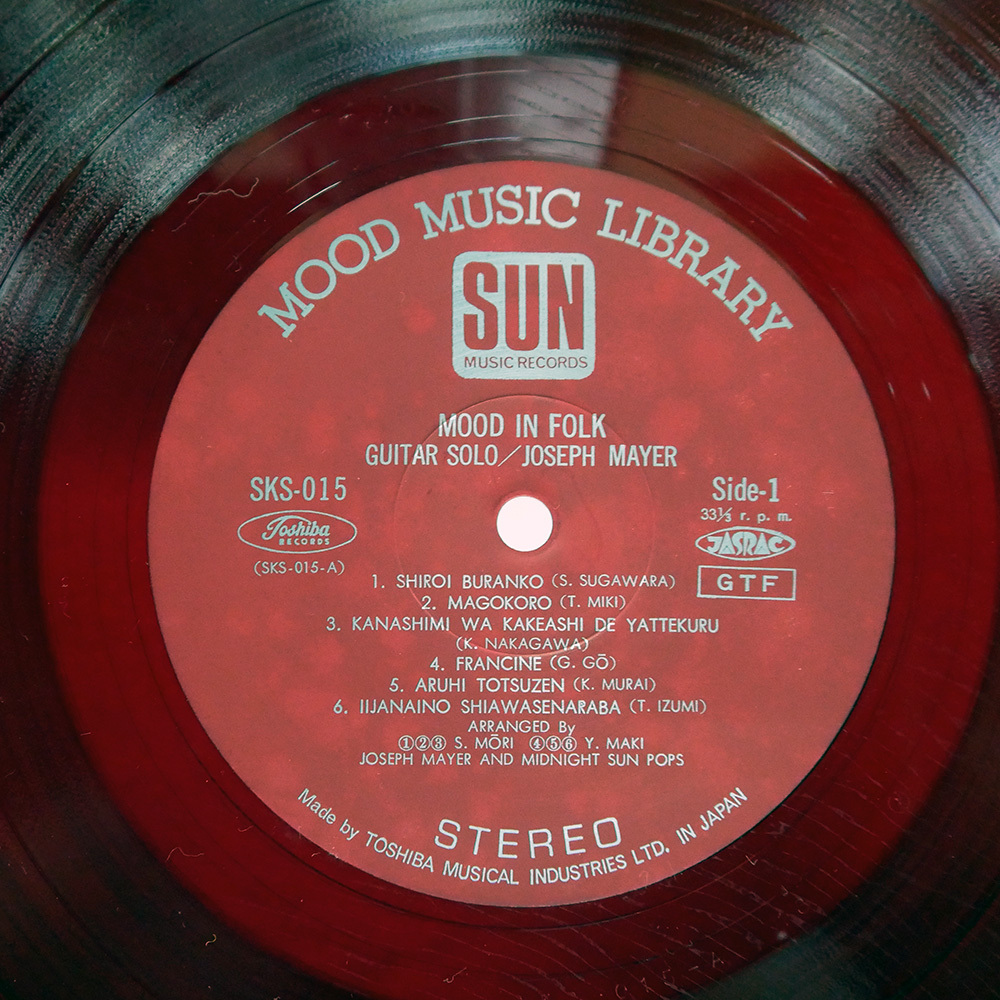 MOOD MUSIC LIBRARY
SUN
MUSIC RECORDS
MOOD IN FOLK
GUITAR SOLO/JOSEPH MAYER
SKS-015
Side-1
33⅓ r. p. m.
Toshiba
RECORDS
JASRAC
(SKS-015-A)
GTF
1. SHIROI BURANKO (S. SUGAWARA)
2. MAGOKORO (T. MIKI)
3. KANASHIMI WA KAKEASHI DE YATTEKURU
(K. NAKAGAWA)
4. FRANCINE (G. GŌ)
5. ARUHI TOTSUZEN (K. MURAI)
6. IIJANAINO SHIAWASENARABA (T. IZUMI)
ARRANGED By
①②③ S. MŌRI ④⑤⑥ Y. MAKI
JOSEPH MAYER AND MIDNIGHT SUN POPS
STEREO
Made by TOSHIBA MUSICAL INDUSTRIES LTD. IN JAPAN